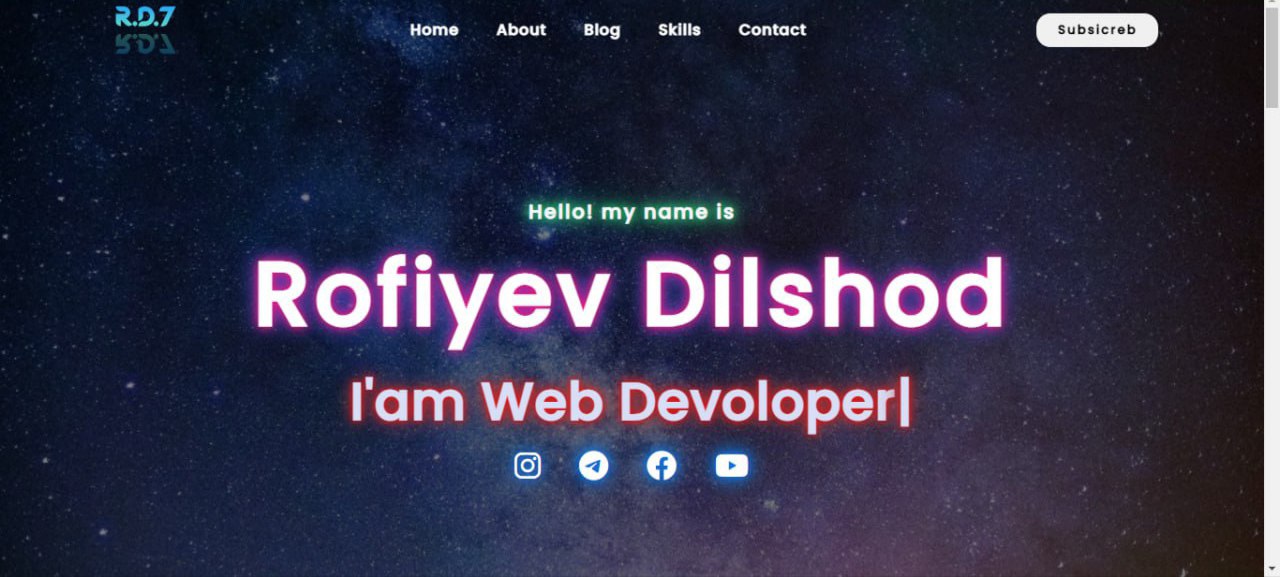 R.D.7
Home About Blog Skills Contact
Subsicreb
Hello! my name is
Rofiyev Dilshod
I'am Web Devoloper|